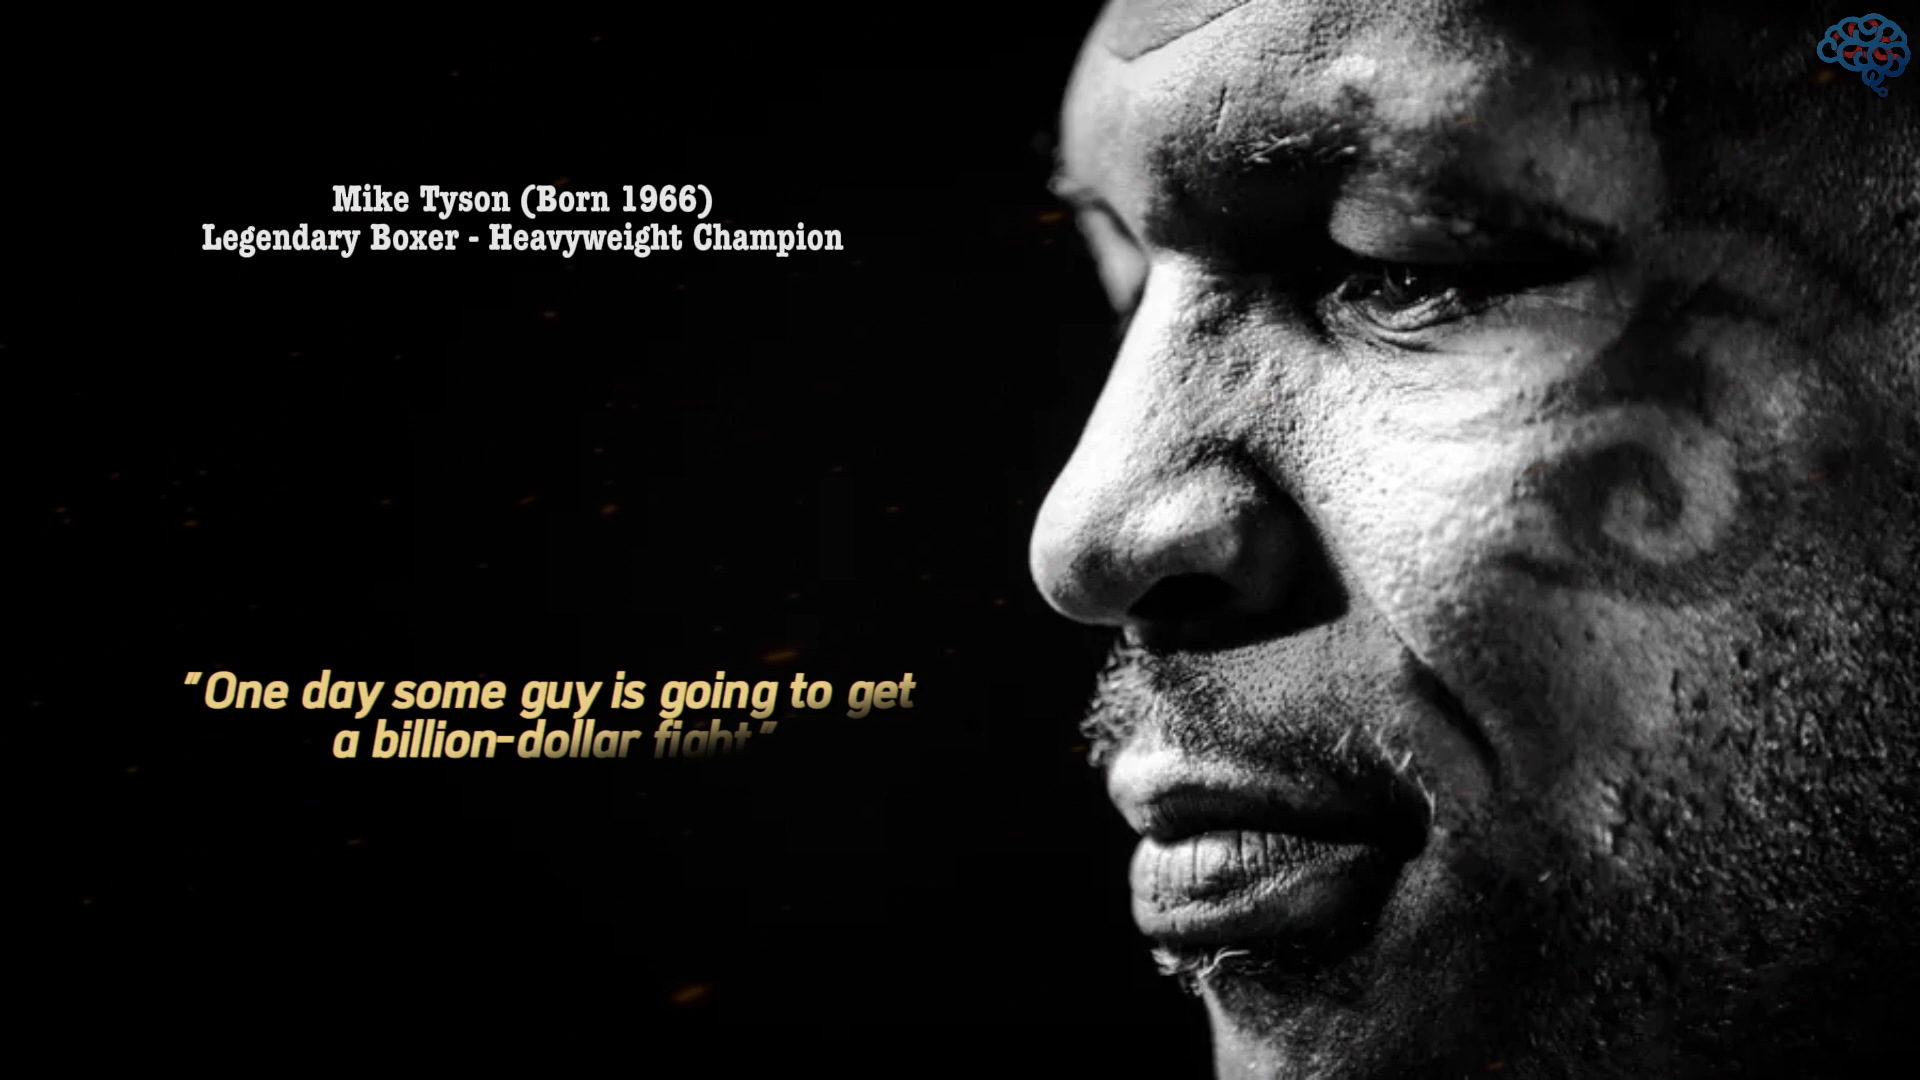 Mike Tyson (Born 1966)
Legendary Boxer - Heavyweight Champion
"One day some guy is going to get
a billion-dollar fight"